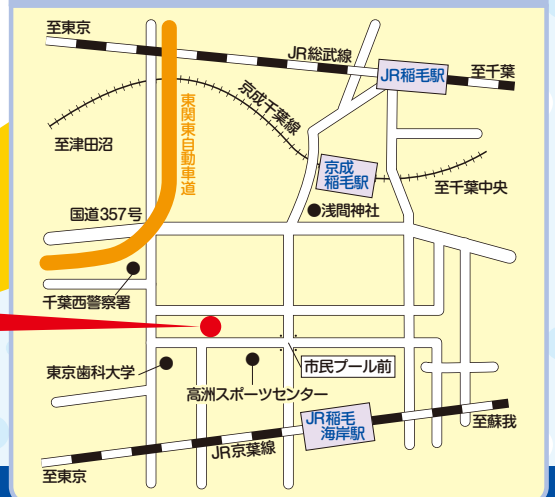 至東京
JR総武線
JR稲毛駅
至千葉
東関東自動車道
京成千葉線
至津田沼
京成
稲毛駅
至千葉中央
国道357号
浅間神社
千葉西警察署
東京歯科大学
市民プール前
高洲スポーツセンター
JR稲毛
海岸駅
至蘇我
JR京葉線
至東京